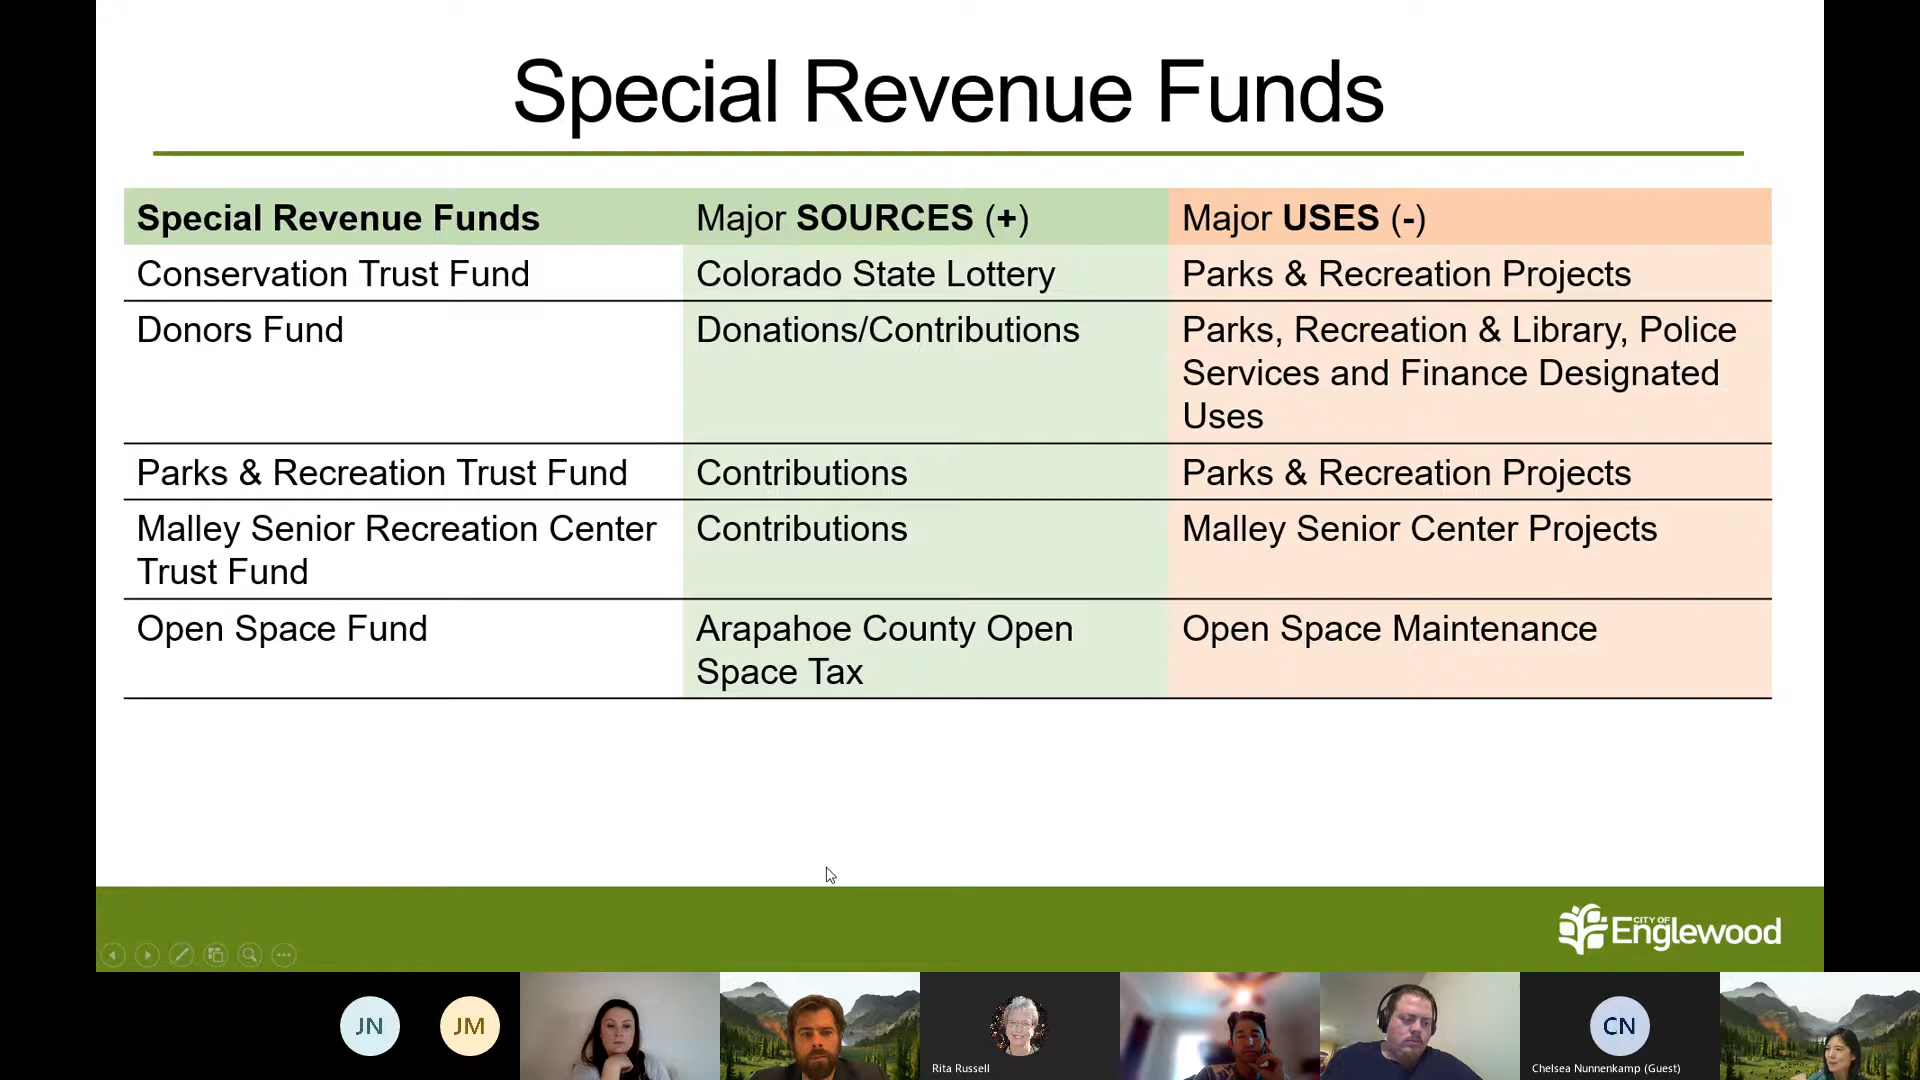 Special Revenue Funds
Special Revenue Funds
Major SOURCES (+)
Major USES (-)
Conservation Trust Fund
Colorado State Lottery
Parks & Recreation Projects
Donors Fund
Donations/Contributions
Parks, Recreation & Library, Police
Services and Finance Designated
Uses
Parks & Recreation Trust Fund
Contributions
Parks & Recreation Projects
Malley Senior Recreation Center
Trust Fund
Contributions
Malley Senior Center Projects
Open Space Fund
Arapahoe County Open
Space Tax
Open Space Maintenance
CITY OF
Englewood
JN
JM
Rita Russell
CN
Chelsea Nunnenkamp (Guest)